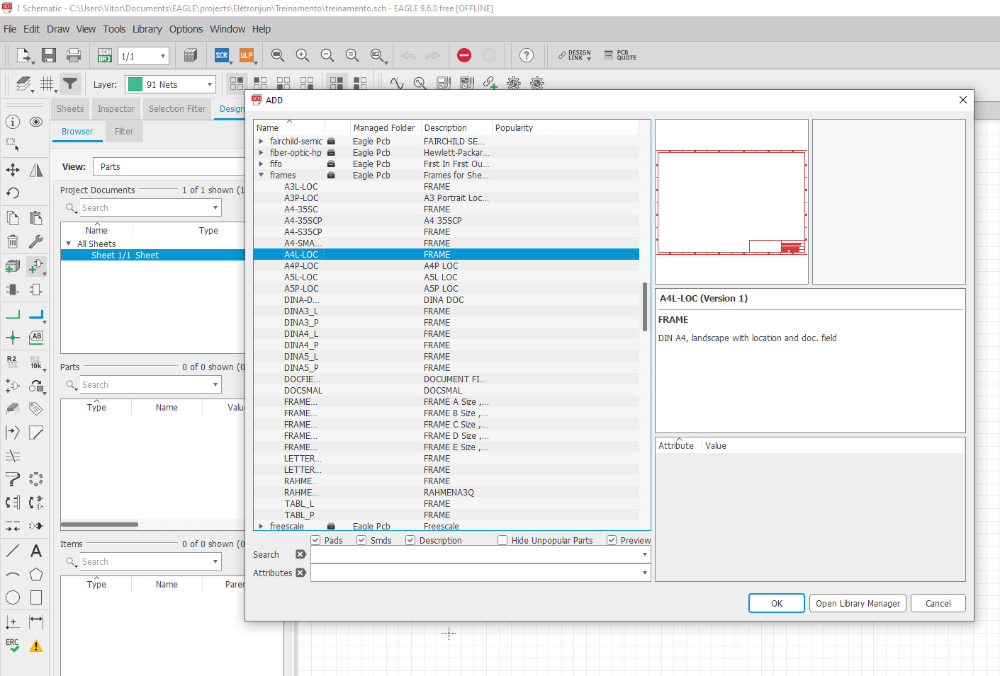 1 Schematic - C:\Users\Vitor\Documents\EAGLE\projects\Eletronjun\Treinamento\treinamento.sch - EAGLE 9.6.0 free [OFFLINE]
File Edit Draw View Tools Library Options Window Help
SCH BRD 1/1 SCR ULP DESIGN LINK PCB QUOTE
Layer: 91 Nets
Sheets Inspector Selection Filter Design
Browser Filter
View: Parts
Project Documents 1 of 1 shown (1
Search
Name Type
All Sheets
Sheet 1/1 Sheet
Parts 0 of 0 shown (0
Search
Type Name Valu
Items 0 of 0 shown (0
Search
Type Name Parer
AB
R2 10k R2 10k
A
ERC
ADD
Name Managed Folder Description Popularity
fairchild-semic Eagle Pcb FAIRCHILD SE...
fiber-optic-hp Eagle Pcb Hewlett-Packar...
fifo Eagle Pcb First In First Ou...
frames Eagle Pcb Frames for She...
A3L-LOC FRAME
A3P-LOC A3 Portrait Loc...
A4-35SC FRAME
A4-35SCP A4 35SCP
A4-S35CP FRAME
A4-SMA... FRAME
A4L-LOC FRAME
A4P-LOC A4P LOC
A5L-LOC A5L LOC
A5P-LOC A5P LOC
DINA-D... DINA DOC
DINA3_L FRAME
DINA3_P FRAME
DINA4_L FRAME
DINA4_P FRAME
DINA5_L FRAME
DINA5_P FRAME
DOCFIE... DOCUMENT FI...
DOCSMAL DOCSMAL
FRAME... FRAME A Size ,...
FRAME... FRAME B Size ,...
FRAME... FRAME C Size ,...
FRAME... FRAME D Size ,...
FRAME... FRAME E Size ,...
LETTER... FRAME
LETTER... FRAME
RAHME... FRAME
RAHME... RAHMENA3Q
TABL_L FRAME
TABL_P FRAME
freescale Eagle Pcb Freescale
Pads Smds Description Hide Unpopular Parts Preview
Search
Attributes
A4L-LOC (Version 1)
FRAME
DIN A4, landscape with location and doc. field
Attribute Value
OK Open Library Manager Cancel